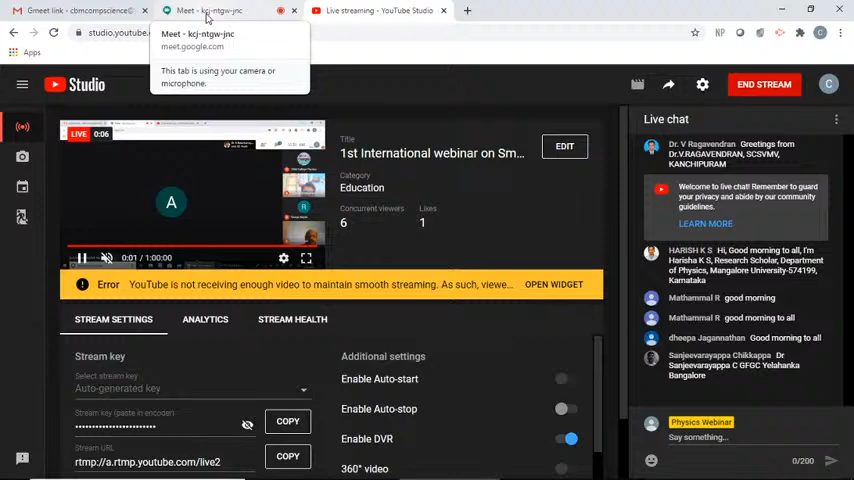 Gmeet link - cbmcompscience@
Meet - kcj-ntgw-jnc
Live streaming - YouTube Studio
studio.youtube.
Apps
Meet - kcj-ntgw-jnc
meet.google.com
This tab is using your camera or
microphone.
Studio
END STREAM
C
LIVE 0:06
A
0:01 / 1:00:00
Title
1st International webinar on Sm...
EDIT
Category
Education
Concurrent viewers
6
Likes
1
Error
YouTube is not receiving enough video to maintain smooth streaming. As such, viewe...
OPEN WIDGET
STREAM SETTINGS
ANALYTICS
STREAM HEALTH
Stream key
Select stream key
Auto-generated key
Stream key (paste in encoder)
COPY
Stream URL
rtmp://a.rtmp.youtube.com/live2
COPY
Additional settings
Enable Auto-start
Enable Auto-stop
Enable DVR
360° video
Live chat
Dr. V Ragavendran Greetings from
Dr.V.RAGAVENDRAN, SCSVMV,
KANCHIPURAM
Welcome to live chat! Remember to guard
your privacy and abide by our community
guidelines.
LEARN MORE
HARISH K S Hi, Good morning to all, I'm
Harisha K S, Research Scholar, Department
of Physics, Mangalore University-574199,
Karnataka
Mathammal R good morning
Mathammal R good morning to all
dheepa Jagannathan Good morning to all
Sanjeevarayappa Chikkappa Dr
Sanjeevarayappa C GFGC Yelahanka
Bangalore
Physics Webinar
Say something...
0/200